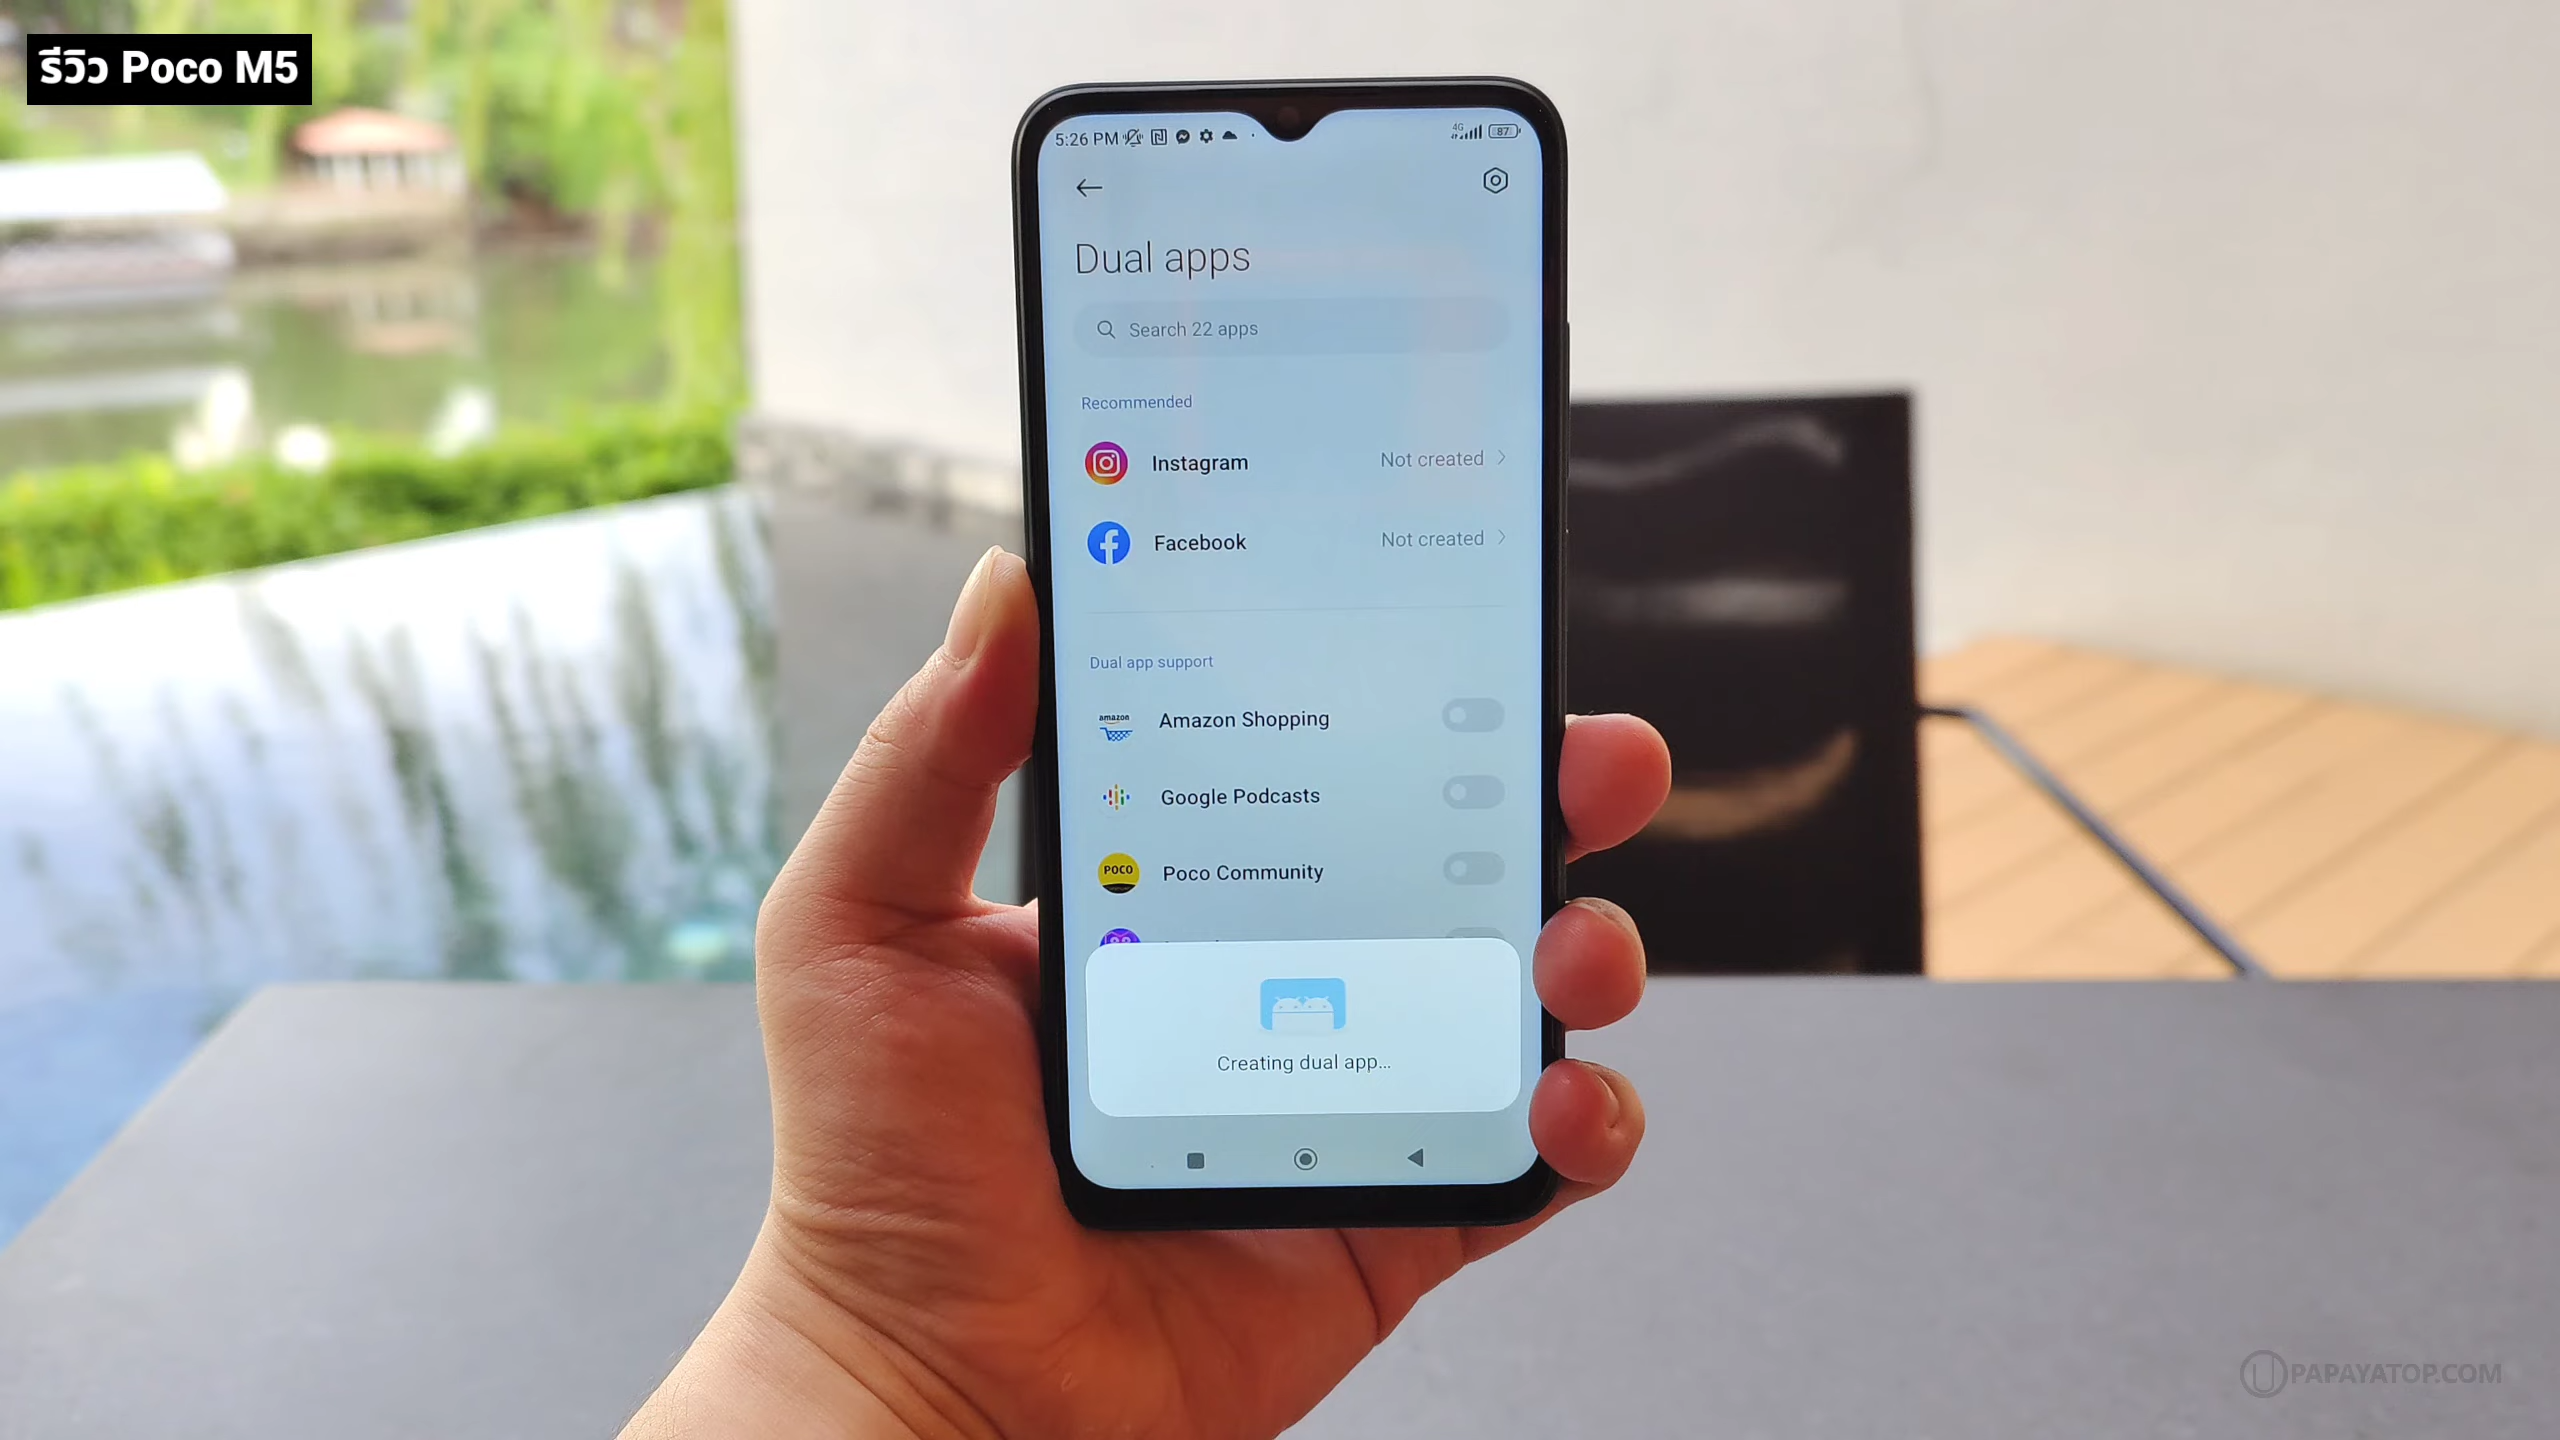 รีวิว Poco M5
5:26 PM
4G
87
Dual apps
Search 22 apps
Recommended
Instagram
Not created
Facebook
Not created
Dual app support
amazon
Amazon Shopping
Google Podcasts
POCO
Poco Community
Creating dual app...
PAPAYATOP.COM